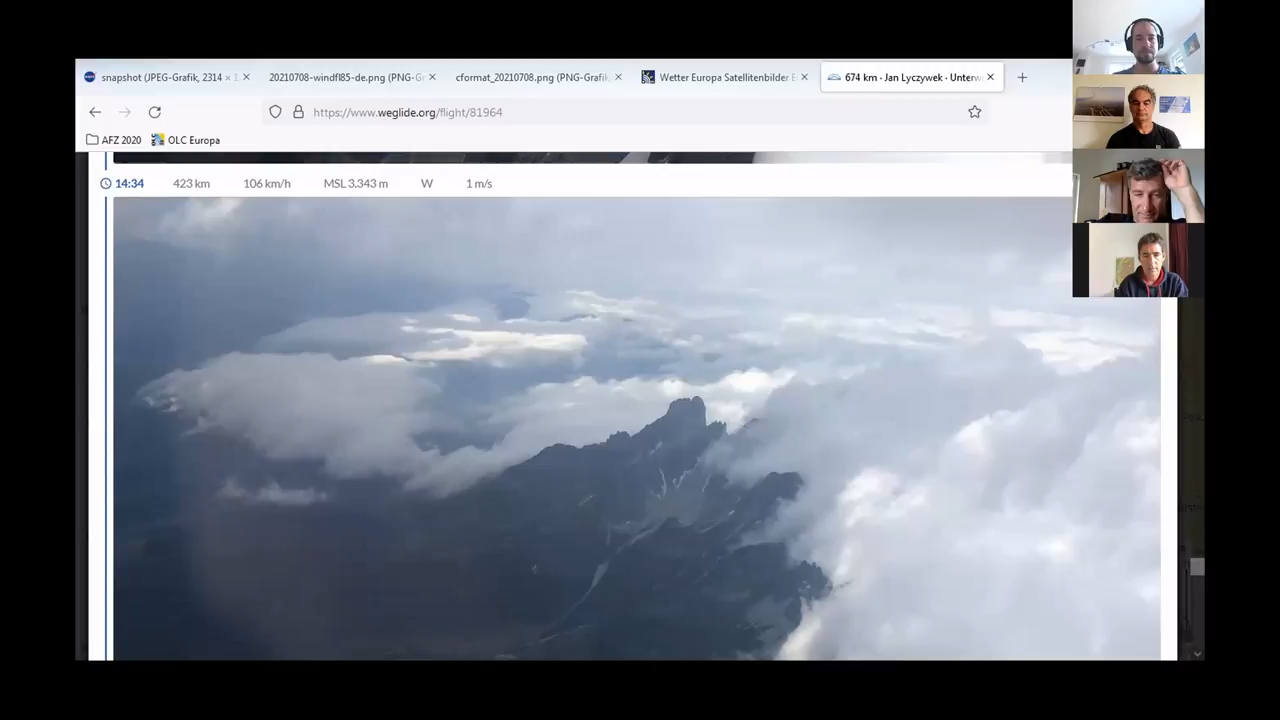 snapshot (JPEG-Grafik, 2314 × 1
20210708-windfl85-de.png (PNG-G
cformat_20210708.png (PNG-Grafik
Wetter Europa Satellitenbilder E
674 km · Jan Lyczywek · Unterw
https://www.weglide.org/flight/81964
AFZ 2020
OLC Europa
14:34 423 km 106 km/h MSL 3.343 m W 1 m/s